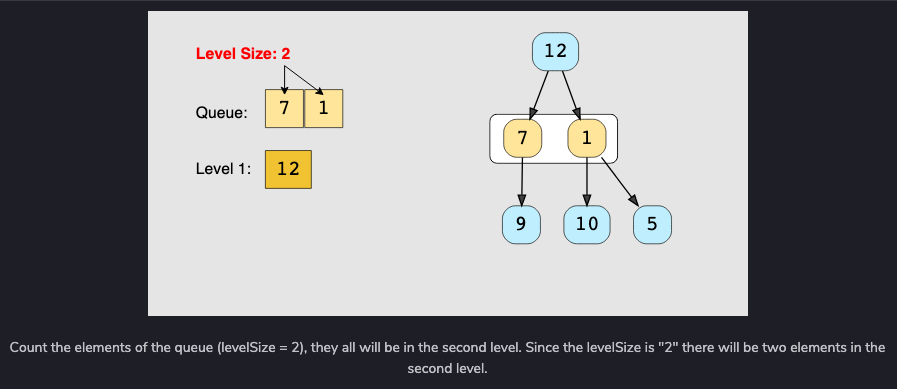 Level Size: 2
Queue: 7 1
Level 1: 12
12
7 1
9 10 5
Count the elements of the queue (levelSize = 2), they all will be in the second level. Since the levelSize is "2" there will be two elements in the
second level.